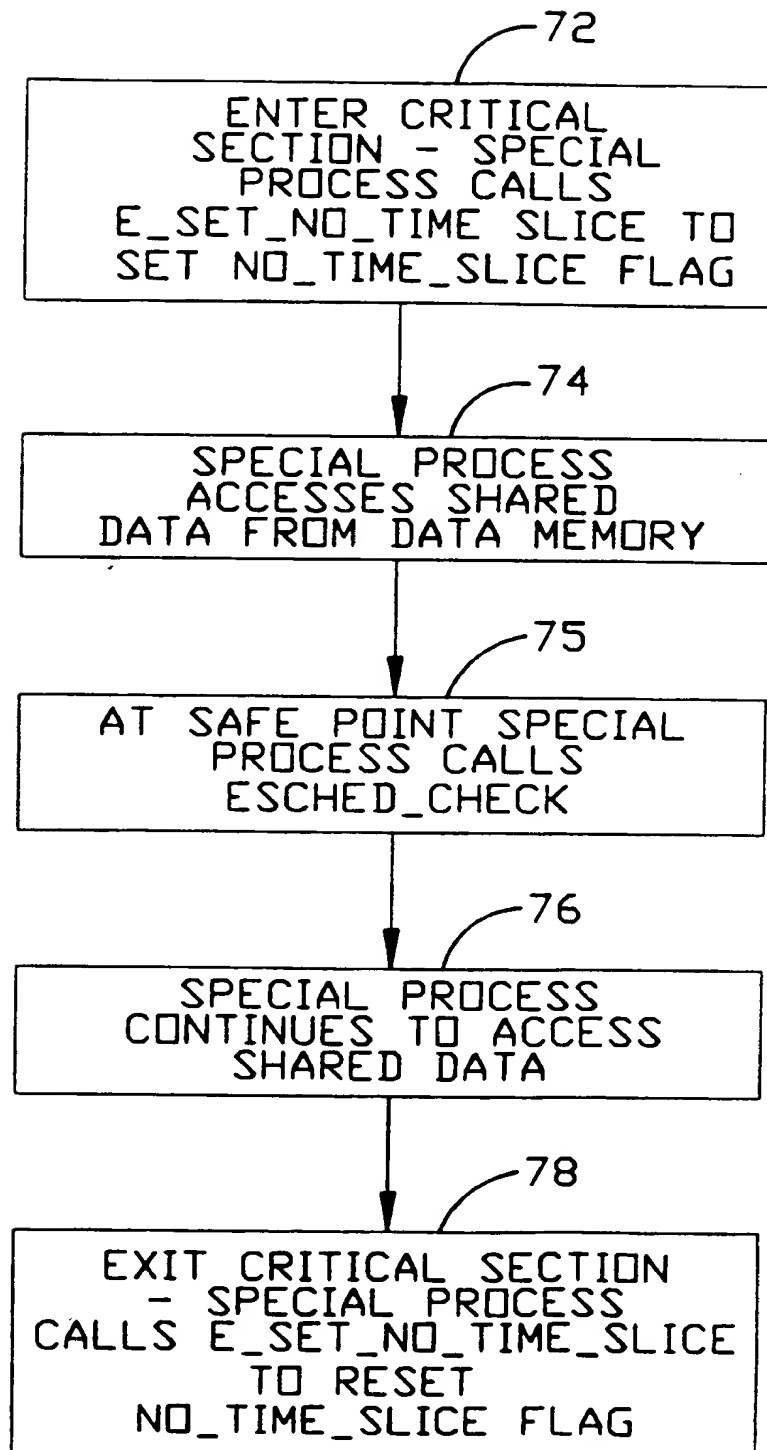 72
ENTER CRITICAL
SECTION - SPECIAL
PROCESS CALLS
E_SET_NO_TIME SLICE TO
SET NO_TIME_SLICE FLAG
74
SPECIAL PROCESS
ACCESSES SHARED
DATA FROM DATA MEMORY
75
AT SAFE POINT SPECIAL
PROCESS CALLS
ESCHED_CHECK
76
SPECIAL PROCESS
CONTINUES TO ACCESS
SHARED DATA
78
EXIT CRITICAL SECTION
- SPECIAL PROCESS
CALLS E_SET_NO_TIME_SLICE
TO RESET
NO_TIME_SLICE FLAG